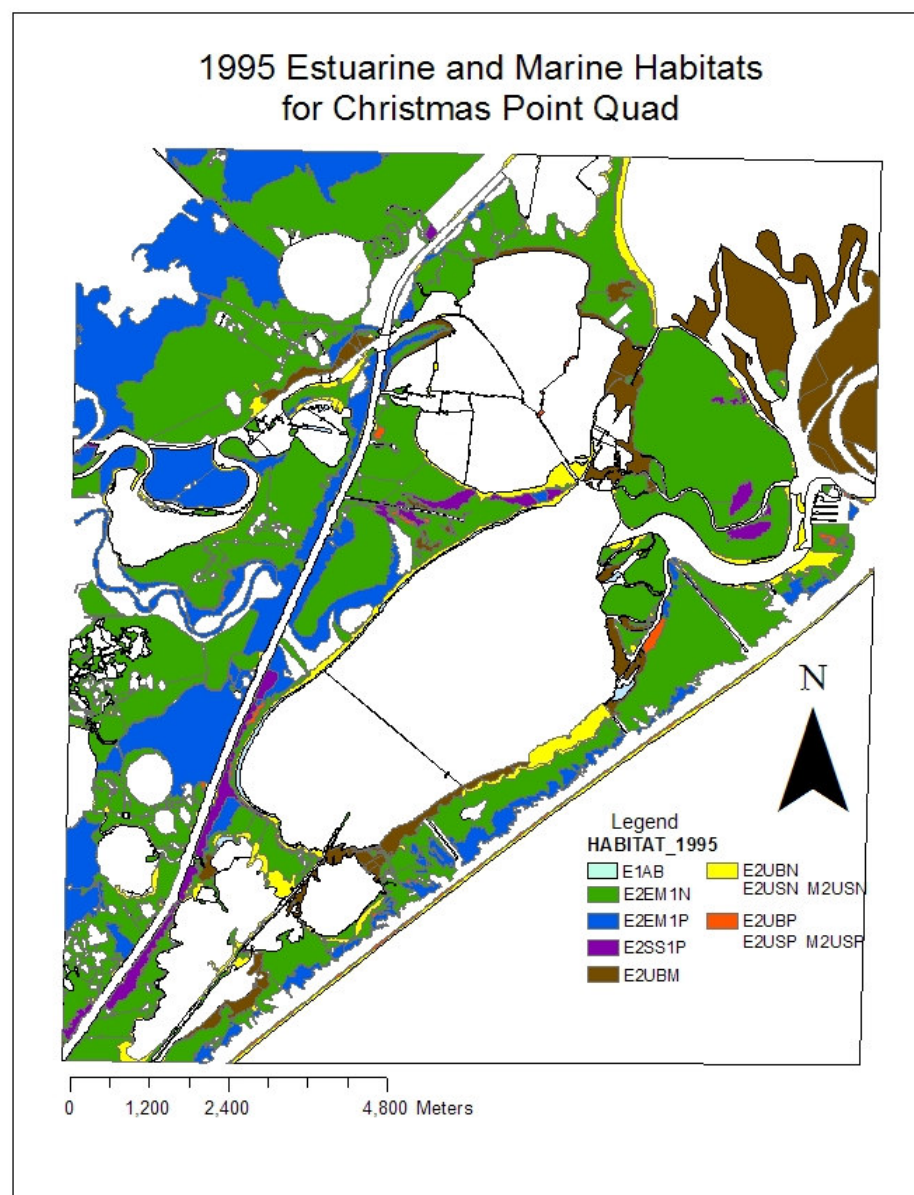 1995 Estuarine and Marine Habitats
for Christmas Point Quad
N
Legend
HABITAT_1995
E1AB
E2EM1N
E2EM1P
E2SS1P
E2UBM
E2UBN
E2USN M2USN
E2UBP
E2USP M2USP
0 1,200 2,400 4,800 Meters